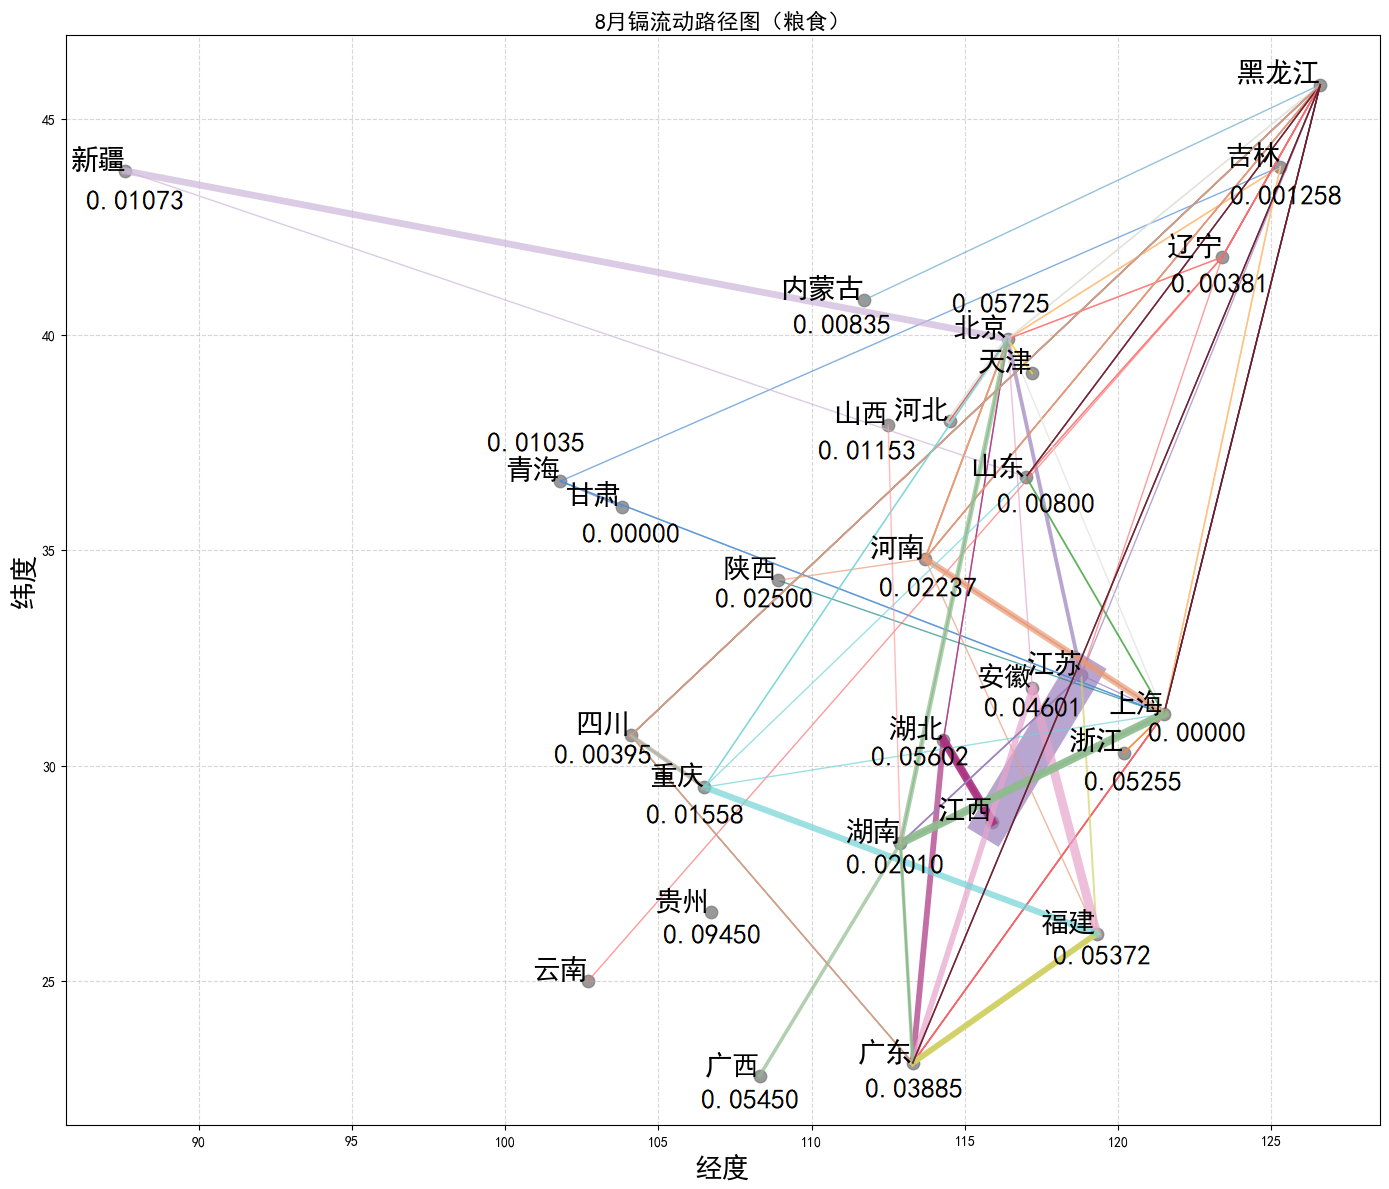 8月镉流动路径图（粮食）
黑龙江
45
吉林
新疆
0.001258
0.01073
辽宁
0.00381
内蒙古
0.05725
0.00835
北京
40
天津
河北
山西
0.01153
0.01035
青海
山东
甘肃
0.00800
0.00000
河南
35
陕西
0.02237
0.02500
纬度
江苏
安徽
0.04601
上海
四川
湖北
0.00000
浙江
0.00395
0.05602
30
重庆
0.05255
0.01558
江西
湖南
0.02010
贵州
福建
0.09450
0.05372
云南
25
广东
广西
0.03885
0.05450
90
95
100
105
110
115
120
125
经度